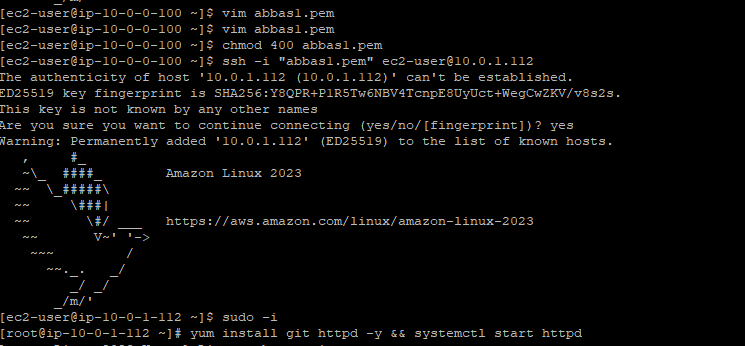 [ec2-user@ip-10-0-0-100 ~]$ vim abbas1.pem
[ec2-user@ip-10-0-0-100 ~]$ vim abbas1.pem
[ec2-user@ip-10-0-0-100 ~]$ chmod 400 abbas1.pem
[ec2-user@ip-10-0-0-100 ~]$ ssh -i "abbas1.pem" ec2-user@10.0.1.112
The authenticity of host '10.0.1.112 (10.0.1.112)' can't be established.
ED25519 key fingerprint is SHA256:Y8QPR+PlR5Tw6NBV4TcnpE8UyUct+WegCwZKV/v8s2s.
This key is not known by any other names
Are you sure you want to continue connecting (yes/no/[fingerprint])? yes
Warning: Permanently added '10.0.1.112' (ED25519) to the list of known hosts.
   ,     #_
   ~\_  ####_        Amazon Linux 2023
  ~~  \_#####\
  ~~     \###|
  ~~       \#/ ___   https://aws.amazon.com/linux/amazon-linux-2023
   ~~       V~' '->
    ~~~         /
      ~~._.   _/
         _/ _/
       _/m/'
[ec2-user@ip-10-0-1-112 ~]$ sudo -i
[root@ip-10-0-1-112 ~]# yum install git httpd -y && systemctl start httpd